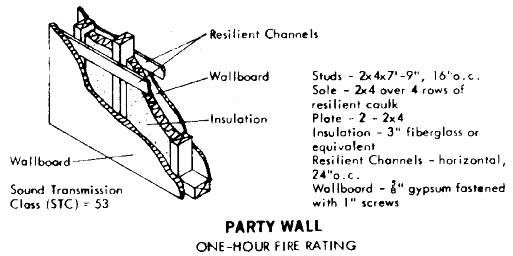 Resilient Channels
Wallboard
Insulation
Wallboard
Sound Transmission
Class (STC) = 53
Studs - 2x4x7'-9", 16"o.c.
Sole - 2x4 over 4 rows of
resilient caulk
Plate - 2 - 2x4
Insulation - 3" fiberglass or
equivalent
Resilient Channels - horizontal,
24"o.c.
Wallboard - ⅝" gypsum fastened
with 1" screws
PARTY WALL
ONE-HOUR FIRE RATING